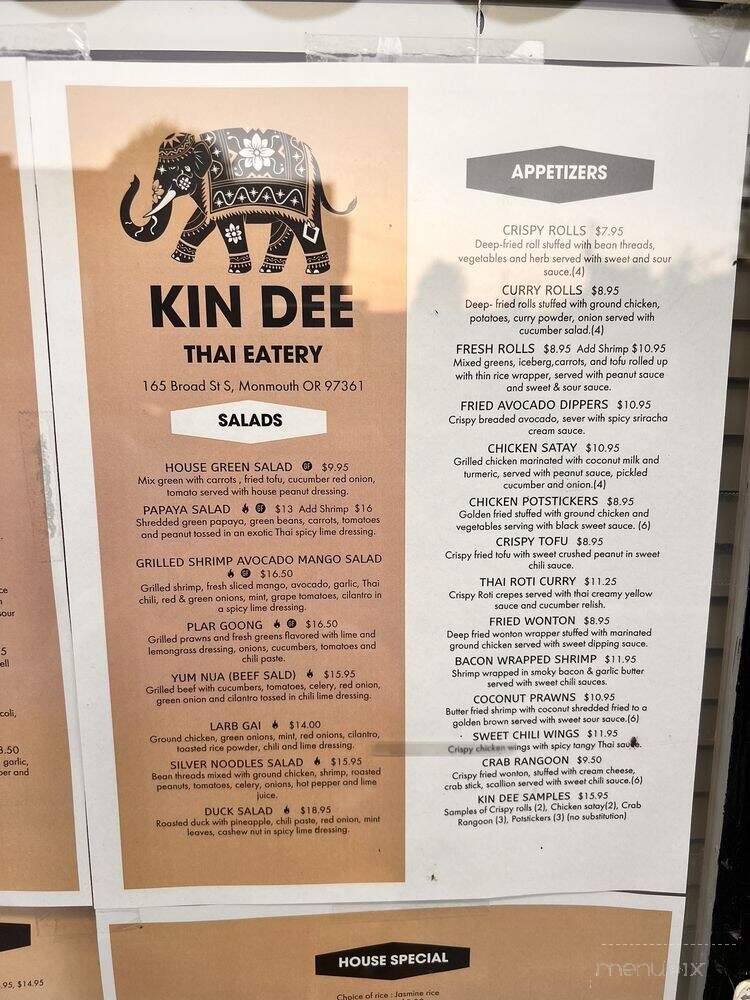 KIN DEE
THAI EATERY
165 Broad St S, Monmouth OR 97361
SALADS
HOUSE GREEN SALAD GF $9.95
Mix green with carrots , fried tofu, cucumber red onion,
tomato served with house peanut dressing.
PAPAYA SALAD GF $13 Add Shrimp $16
Shredded green papaya, green beans, carrots, tomatoes
and peanut tossed in an exotic Thai spicy lime dressing.
GRILLED SHRIMP AVOCADO MANGO SALAD
GF $16.50
Grilled shrimp, fresh sliced mango, avocado, garlic, Thai
chili, red & green onions, mint, grape tomatoes, cilantro in
a spicy lime dressing.
PLAR GOONG GF $16.50
Grilled prawns and fresh greens flavored with lime and
lemongrass dressing, onions, cucumbers, tomatoes and
chili paste.
YUM NUA (BEEF SALD) $15.95
Grilled beef with cucumbers, tomatoes, celery, red onion,
green onion and cilantro tossed in chili lime dressing.
LARB GAI $14.00
Ground chicken, green onions, mint, red onions, cilantro,
toasted rice powder, chili and lime dressing.
SILVER NOODLES SALAD $15.95
Bean threads mixed with ground chicken, shrimp, roasted
peanuts, tomatoes, celery, onions, hot pepper and lime
juice.
DUCK SALAD $18.95
Roasted duck with pineapple, chili paste, red onion, mint
leaves, cashew nut in spicy lime dressing.
APPETIZERS
CRISPY ROLLS $7.95
Deep-fried roll stuffed with bean threads,
vegetables and herb served with sweet and sour
sauce.(4)
CURRY ROLLS $8.95
Deep- fried rolls stuffed with ground chicken,
potatoes, curry powder, onion served with
cucumber salad.(4)
FRESH ROLLS $8.95 Add Shrimp $10.95
Mixed greens, iceberg,carrots, and tofu rolled up
with thin rice wrapper, served with peanut sauce
and sweet & sour sauce.
FRIED AVOCADO DIPPERS $10.95
Crispy breaded avocado, sever with spicy sriracha
cream sauce.
CHICKEN SATAY $10.95
Grilled chicken marinated with coconut milk and
turmeric, served with peanut sauce, pickled
cucumber and onion.(4)
CHICKEN POTSTICKERS $8.95
Golden fried stuffed with ground chicken and
vegetables serving with black sweet sauce. (6)
CRISPY TOFU $8.95
Crispy fried tofu with sweet crushed peanut in sweet
chili sauce.
THAI ROTI CURRY $11.25
Crispy Roti crepes served with thai creamy yellow
sauce and cucumber relish.
FRIED WONTON $8.95
Deep fried wonton wrapper stuffed with marinated
ground chicken served with sweet dipping sauce.
BACON WRAPPED SHRIMP $11.95
Shrimp wrapped in smoky bacon & garlic butter
served with sweet chili sauces.
COCONUT PRAWNS $10.95
Butter fried shrimp with coconut shredded fried to a
golden brown served with sweet sour sauce.(6)
SWEET CHILI WINGS $11.95
Crispy chicken wings with spicy tangy Thai sauce.
CRAB RANGOON $9.50
Crispy fried wonton, stuffed with cream cheese,
crab stick, scallion served with sweet chili sauce.(6)
KIN DEE SAMPLES $15.95
Samples of Crispy rolls (2), Chicken satay(2), Crab
Rangoon (3), Potstickers (3) (no substitution)
HOUSE SPECIAL
Choice of rice : Jasmine rice
.95, $14.95
menupix